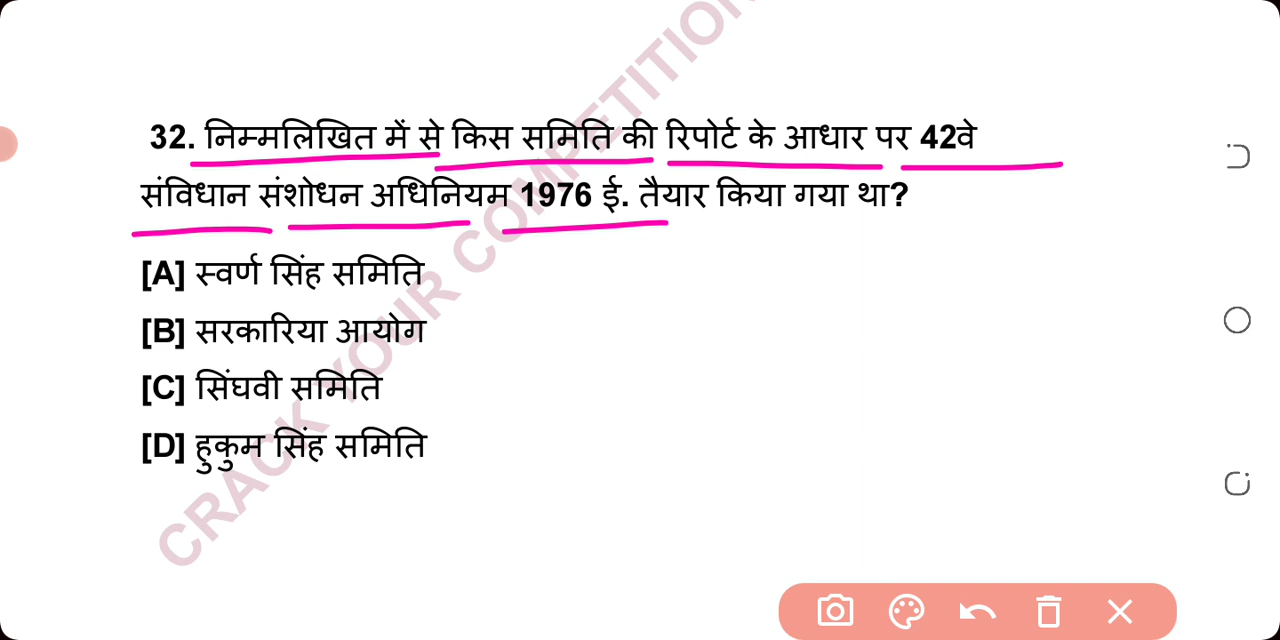 32. निम्मलिखित में से किस समिति की रिपोर्ट के आधार पर 42वे
संविधान संशोधन अधिनियम 1976 ई. तैयार किया गया था?
[A] स्वर्ण सिंह समिति
[B] सरकारिया आयोग
[C] सिंघवी समिति
[D] हुकुम सिंह समिति
CRACK YOUR COMPETITION